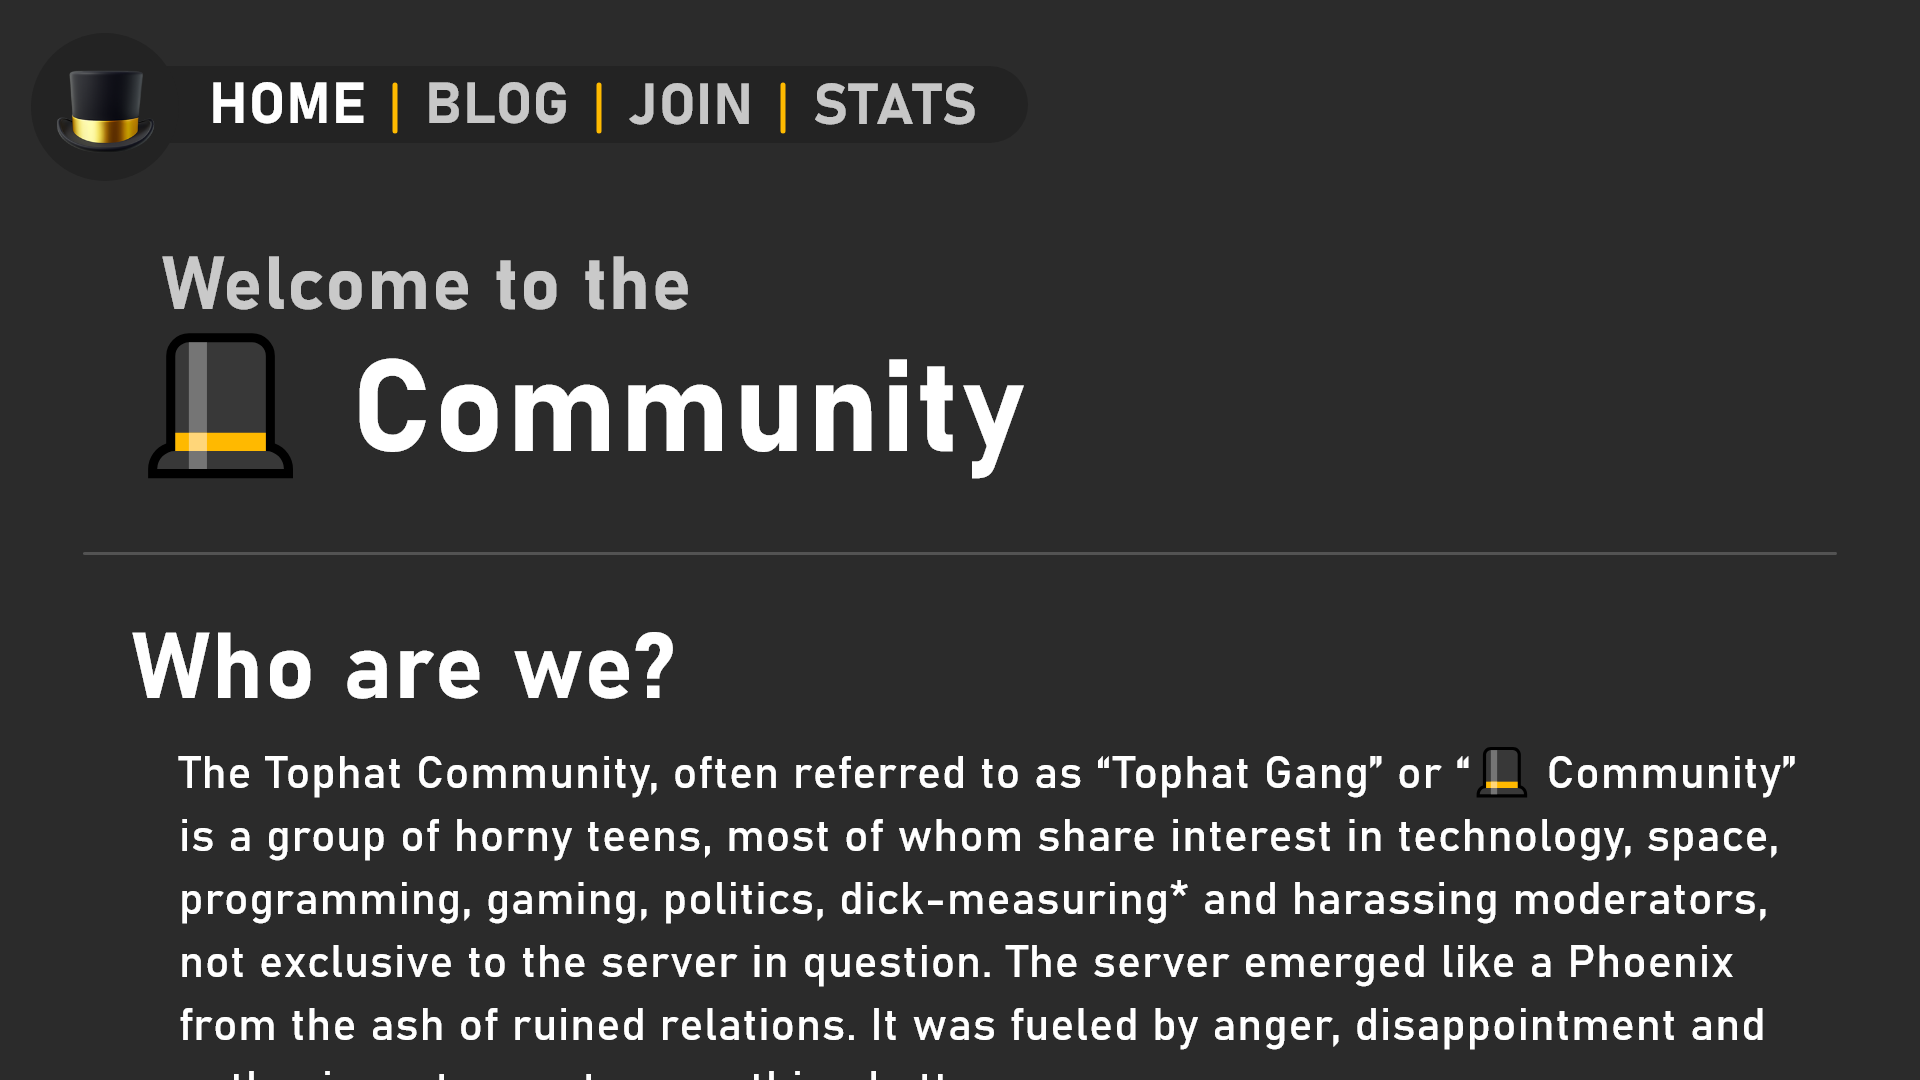 HOME | BLOG | JOIN | STATS
Welcome to the
Community
Who are we?
The Tophat Community, often referred to as “Tophat Gang” or “ Community”
is a group of horny teens, most of whom share interest in technology, space,
programming, gaming, politics, dick-measuring* and harassing moderators,
not exclusive to the server in question. The server emerged like a Phoenix
from the ash of ruined relations. It was fueled by anger, disappointment and